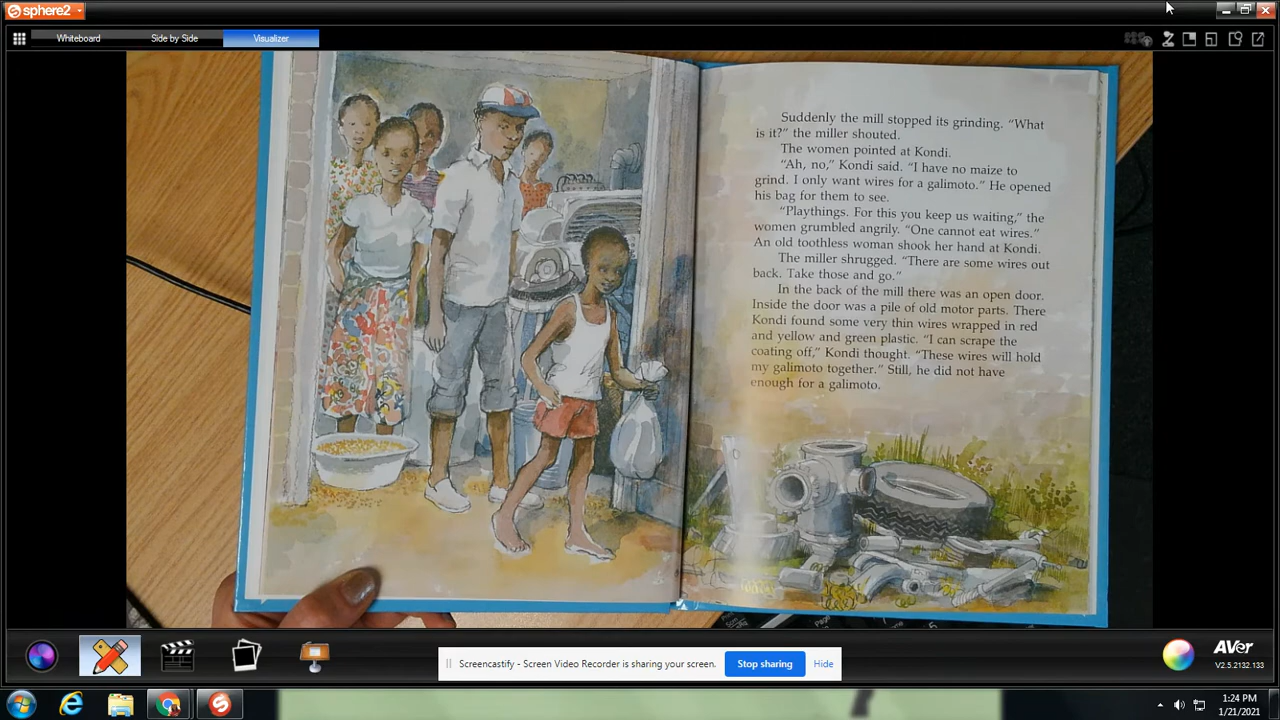 sphere2
Whiteboard
Side by Side
Visualizer
Suddenly the mill stopped its grinding. “What
is it?” the miller shouted.
The women pointed at Kondi.
“Ah, no,” Kondi said. “I have no maize to
grind. I only want wires for a galimoto.” He opened
his bag for them to see.
“Playthings. For this you keep us waiting,” the
women grumbled angrily. “One cannot eat wires.”
An old toothless woman shook her hand at Kondi.
The miller shrugged. “There are some wires out
back. Take those and go.”
In the back of the mill there was an open door.
Inside the door was a pile of old motor parts. There
Kondi found some very thin wires wrapped in red
and yellow and green plastic. “I can scrape the
coating off,” Kondi thought. “These wires will hold
my galimoto together.” Still, he did not have
enough for a galimoto.
Screencastify - Screen Video Recorder is sharing your screen.
Stop sharing
Hide
AVer
V2.5.2132.133
1:24 PM
1/21/2021